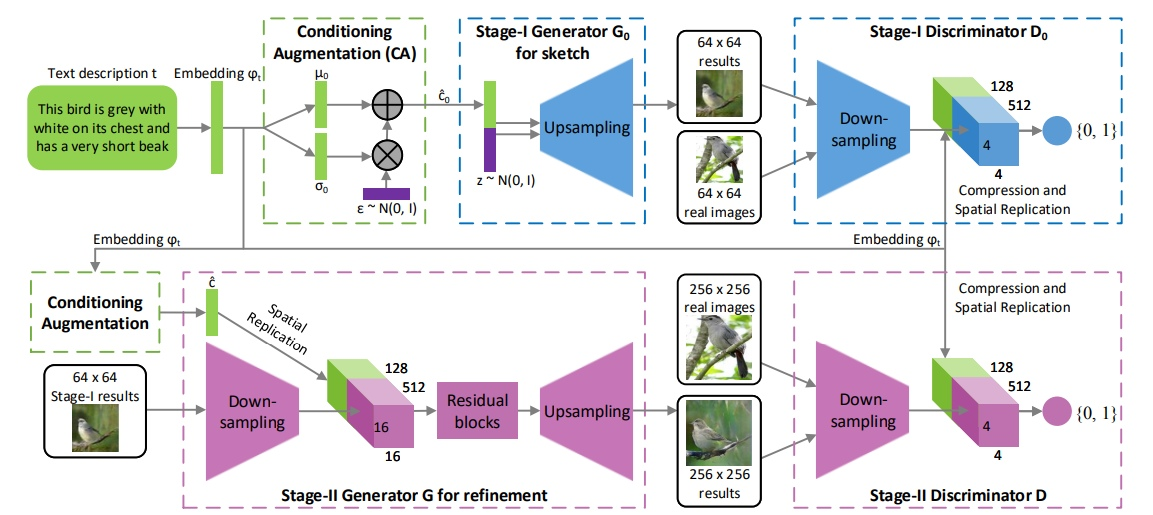 Conditioning
Augmentation (CA)
Stage-I Generator G₀
for sketch
Stage-I Discriminator D₀
Text description t
Embedding φₜ
This bird is grey with
white on its chest and
has a very short beak
μ₀
σ₀
ε ~ N(0, I)
ĉ₀
z ~ N(0, I)
Upsampling
64 x 64
results
64 x 64
real images
Down-
sampling
128
512
4
4
{0, 1}
Compression and
Spatial Replication
Embedding φₜ
Embedding φₜ
Conditioning
Augmentation
ĉ
Spatial
Replication
64 x 64
Stage-I results
Down-
sampling
128
512
16
16
Residual
blocks
Upsampling
Stage-II Generator G for refinement
256 x 256
real images
256 x 256
results
Compression and
Spatial Replication
Down-
sampling
128
512
4
4
{0, 1}
Stage-II Discriminator D